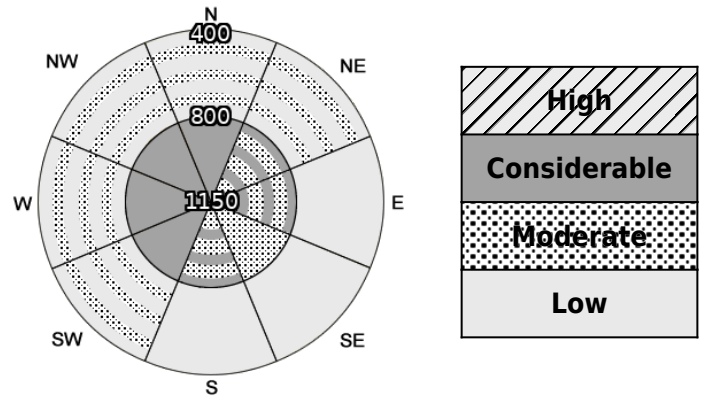 N
400
NW
NE
800
W
1150
E
SW
SE
S
High
Considerable
Moderate
Low